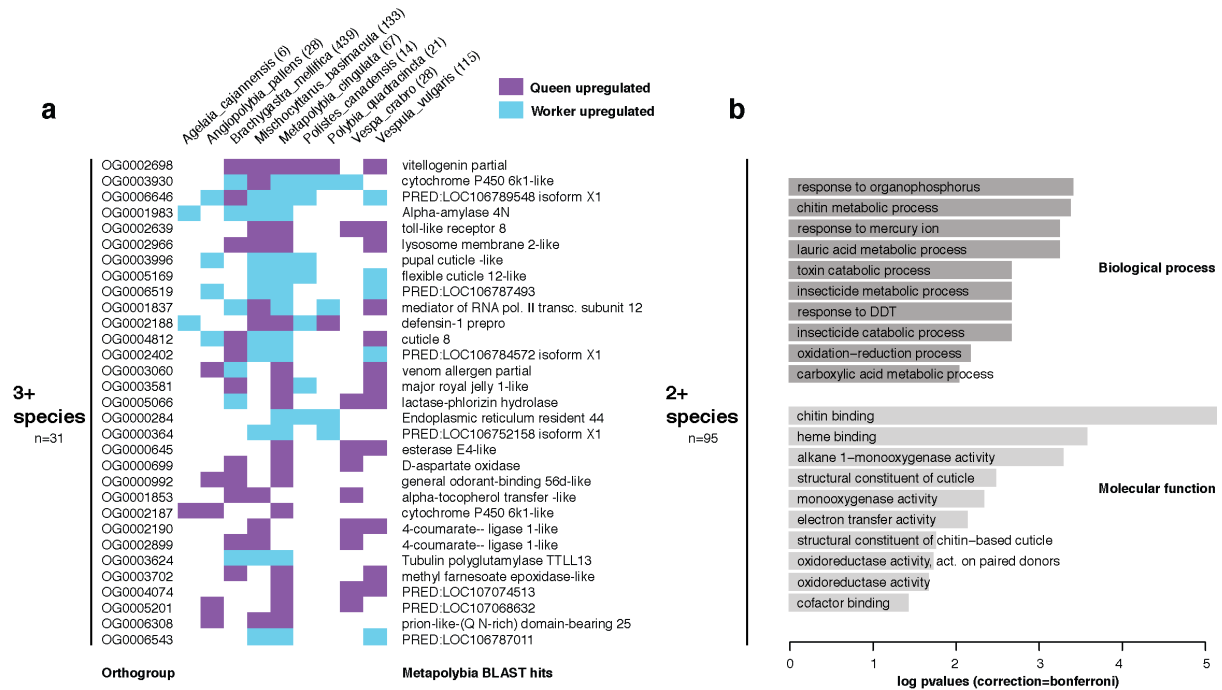 a
Agelaia_cajannensis (6)
Angiopolybia_pallens (28)
Brachygastra_mellifica (439)
Mischocyttarus_basimacula (133)
Metapolybia_cingulata (67)
Polistes_canadensis (14)
Polybia_quadracincta (21)
Vespa_crabro (28)
Vespula_vulgaris (115)
Queen upregulated
Worker upregulated
OG0002698 vitellogenin partial
OG0003930 cytochrome P450 6k1-like
OG0006646 PRED:LOC106789548 isoform X1
OG0001983 Alpha-amylase 4N
OG0002639 toll-like receptor 8
OG0002966 lysosome membrane 2-like
OG0003996 pupal cuticle -like
OG0005169 flexible cuticle 12-like
OG0006519 PRED:LOC106787493
OG0001837 mediator of RNA pol. II transc. subunit 12
OG0002188 defensin-1 prepro
OG0004812 cuticle 8
OG0002402 PRED:LOC106784572 isoform X1
OG0003060 venom allergen partial
OG0003581 major royal jelly 1-like
OG0005066 lactase-phlorizin hydrolase
OG0000284 Endoplasmic reticulum resident 44
OG0000364 PRED:LOC106752158 isoform X1
OG0000645 esterase E4-like
OG0000699 D-aspartate oxidase
OG0000992 general odorant-binding 56d-like
OG0001853 alpha-tocopherol transfer -like
OG0002187 cytochrome P450 6k1-like
OG0002190 4-coumarate-- ligase 1-like
OG0002899 4-coumarate-- ligase 1-like
OG0003624 Tubulin polyglutamylase TTLL13
OG0003702 methyl farnesoate epoxidase-like
OG0004074 PRED:LOC107074513
OG0005201 PRED:LOC107068632
OG0006308 prion-like-(Q N-rich) domain-bearing 25
OG0006543 PRED:LOC106787011
3+
species
n=31
Orthogroup
Metapolybia BLAST hits
b
2+
species
n=95
response to organophosphorus
chitin metabolic process
response to mercury ion
lauric acid metabolic process
toxin catabolic process
insecticide metabolic process
response to DDT
insecticide catabolic process
oxidation−reduction process
carboxylic acid metabolic process
Biological process
chitin binding
heme binding
alkane 1−monooxygenase activity
structural constituent of cuticle
monooxygenase activity
electron transfer activity
structural constituent of chitin−based cuticle
oxidoreductase activity, act. on paired donors
oxidoreductase activity
cofactor binding
Molecular function
0 1 2 3 4 5
log pvalues (correction=bonferroni)